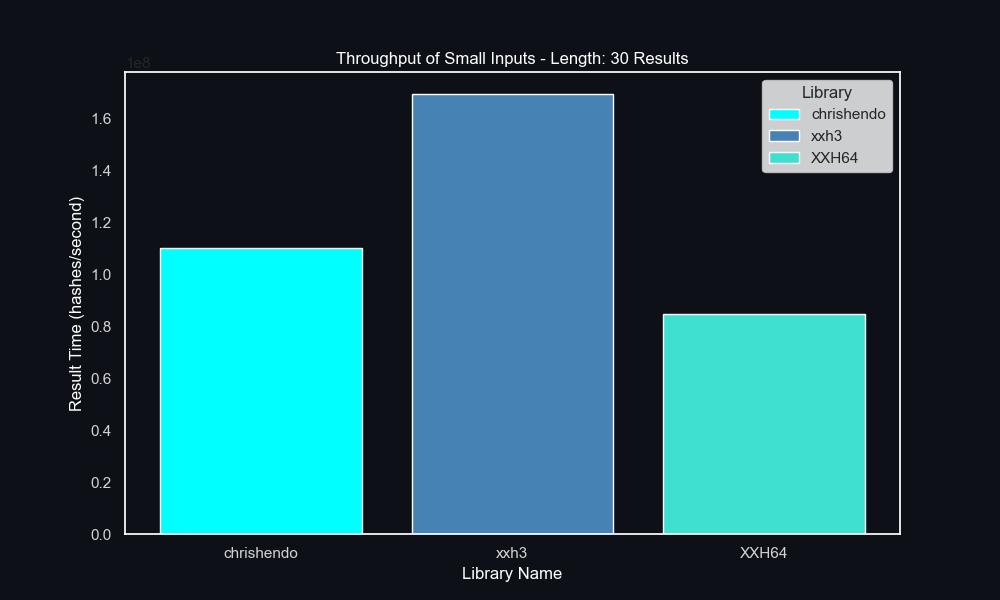 Throughput of Small Inputs - Length: 30 Results
1e8
Library
chrishendo
xxh3
XXH64
1.6
1.4
1.2
1.0
0.8
0.6
0.4
0.2
0.0
Result Time (hashes/second)
chrishendo
xxh3
XXH64
Library Name